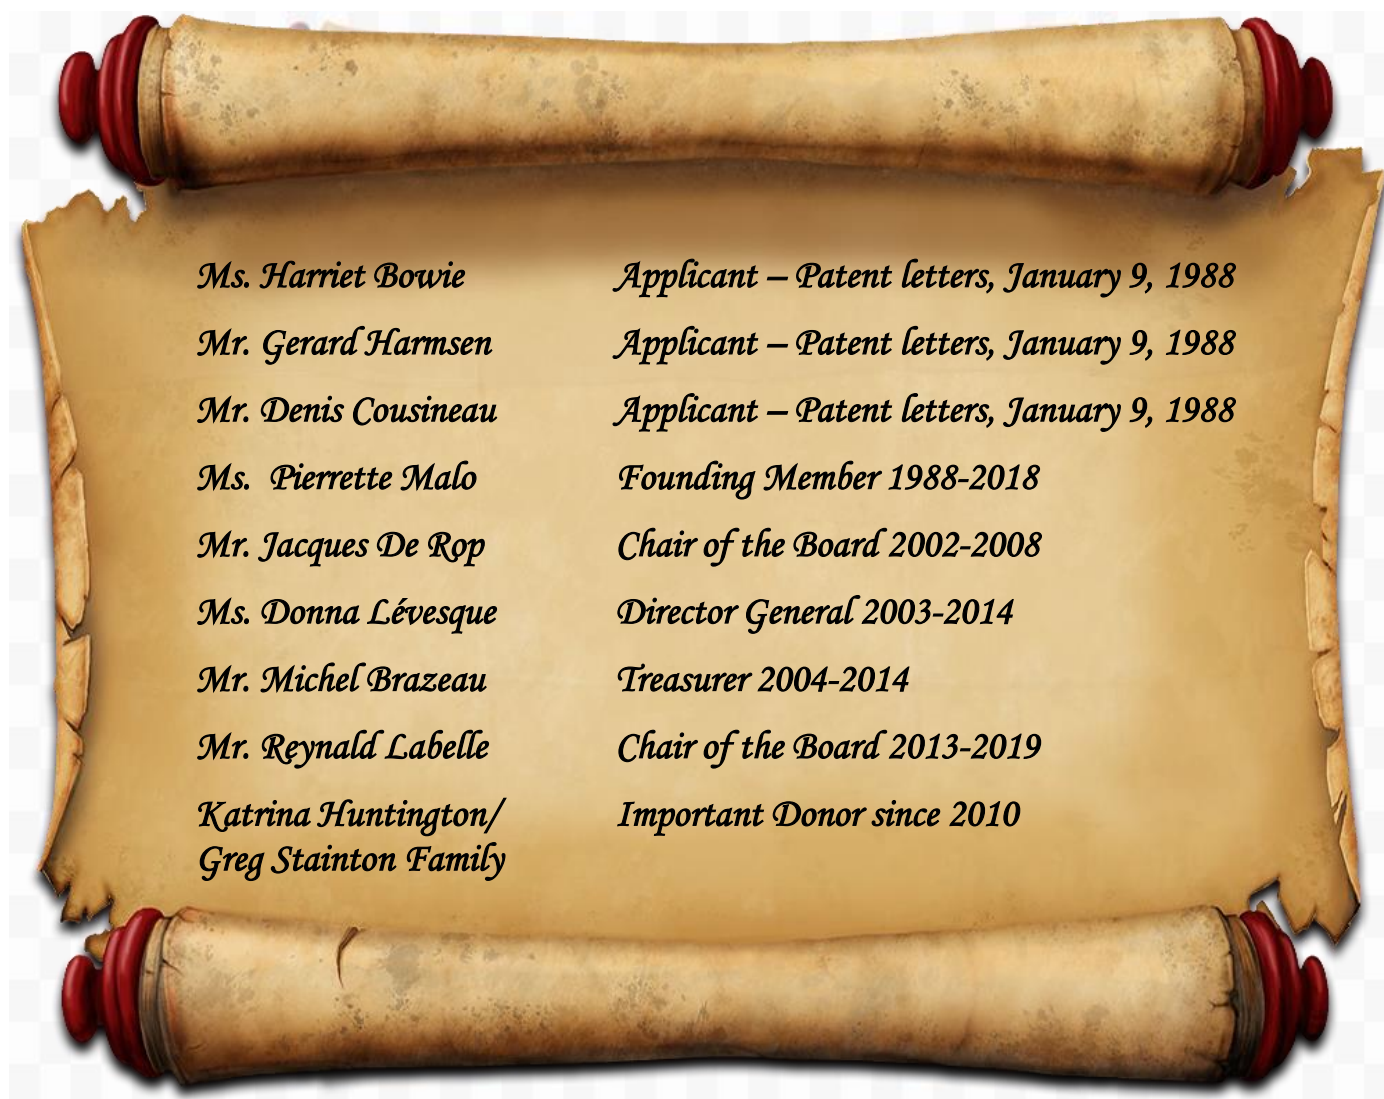 Ms. Harriet Bowie Applicant – Patent letters, January 9, 1988
Mr. Gerard Harmsen Applicant – Patent letters, January 9, 1988
Mr. Denis Cousineau Applicant – Patent letters, January 9, 1988
Ms. Pierrette Malo Founding Member 1988-2018
Mr. Jacques De Rop Chair of the Board 2002-2008
Ms. Donna Lévesque Director General 2003-2014
Mr. Michel Brazeau Treasurer 2004-2014
Mr. Reynald Labelle Chair of the Board 2013-2019
Katrina Huntington/ Important Donor since 2010
Greg Stainton Family